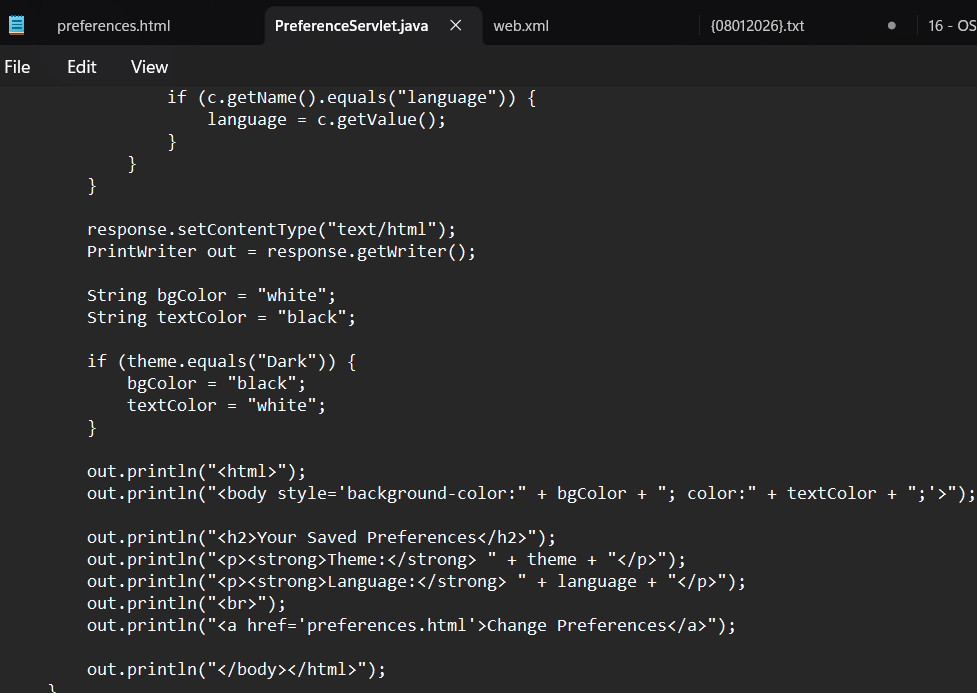 preferences.html PreferenceServlet.java web.xml {08012026}.txt 16 - OS
File Edit View
if (c.getName().equals("language")) {
language = c.getValue();
}
}
}
response.setContentType("text/html");
PrintWriter out = response.getWriter();
String bgColor = "white";
String textColor = "black";
if (theme.equals("Dark")) {
bgColor = "black";
textColor = "white";
}
out.println("<html>");
out.println("<body style='background-color:" + bgColor + "; color:" + textColor + ";'>");
out.println("<h2>Your Saved Preferences</h2>");
out.println("<p><strong>Theme:</strong> " + theme + "</p>");
out.println("<p><strong>Language:</strong> " + language + "</p>");
out.println("<br>");
out.println("<a href='preferences.html'>Change Preferences</a>");
out.println("</body></html>");
}